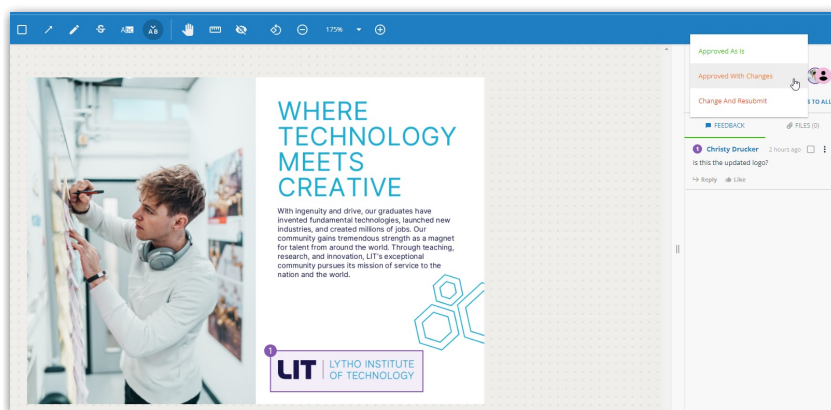 175%
Approved As Is
Approved With Changes
Change And Resubmit
TO ALL
FEEDBACK
FILES (0)
1 Christy Drucker 2 hours ago
Is this the updated logo?
Reply Like
WHERE
TECHNOLOGY
MEETS
CREATIVE
With ingenuity and drive, our graduates have
invented fundamental technologies, launched new
industries, and created millions of jobs. Our
community gains tremendous strength as a magnet
for talent from around the world. Through teaching,
research, and innovation, LIT's exceptional
community pursues its mission of service to the
nation and the world.
1
LIT LYTHO INSTITUTE
OF TECHNOLOGY